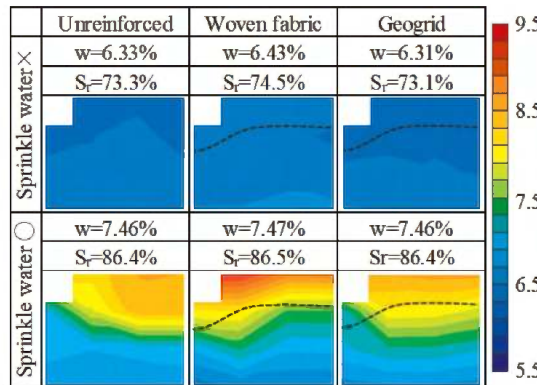 Unreinforced Woven fabric Geogrid
Sprinkle water ×
w=6.33% w=6.43% w=6.31%
Sr=73.3% Sr=74.5% Sr=73.1%
Sprinkle water ○
w=7.46% w=7.47% w=7.46%
Sr=86.4% Sr=86.5% Sr=86.4%
9.5
8.5
7.5
6.5
5.5